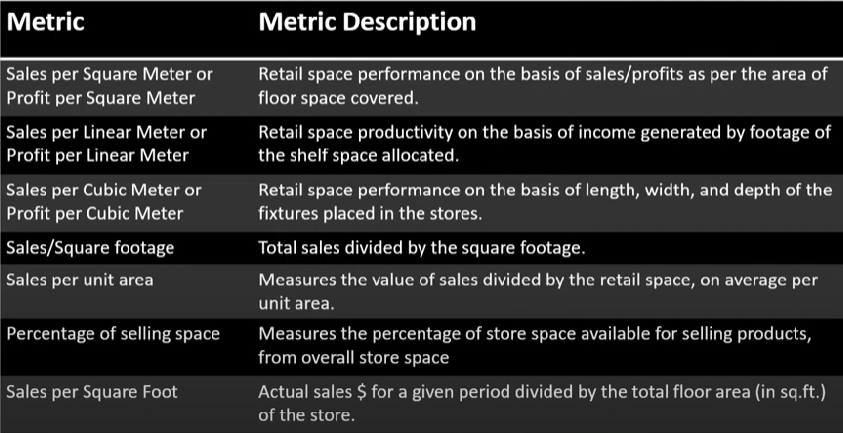 Metric Metric Description
Sales per Square Meter or Retail space performance on the basis of sales/profits as per the area of
Profit per Square Meter floor space covered.
Sales per Linear Meter or Retail space productivity on the basis of income generated by footage of
Profit per Linear Meter the shelf space allocated.
Sales per Cubic Meter or Retail space performance on the basis of length, width, and depth of the
Profit per Cubic Meter fixtures placed in the stores.
Sales/Square footage Total sales divided by the square footage.
Sales per unit area Measures the value of sales divided by the retail space, on average per
unit area.
Percentage of selling space Measures the percentage of store space available for selling products,
from overall store space
Sales per Square Foot Actual sales $ for a given period divided by the total floor area (in sq.ft.)
of the store.